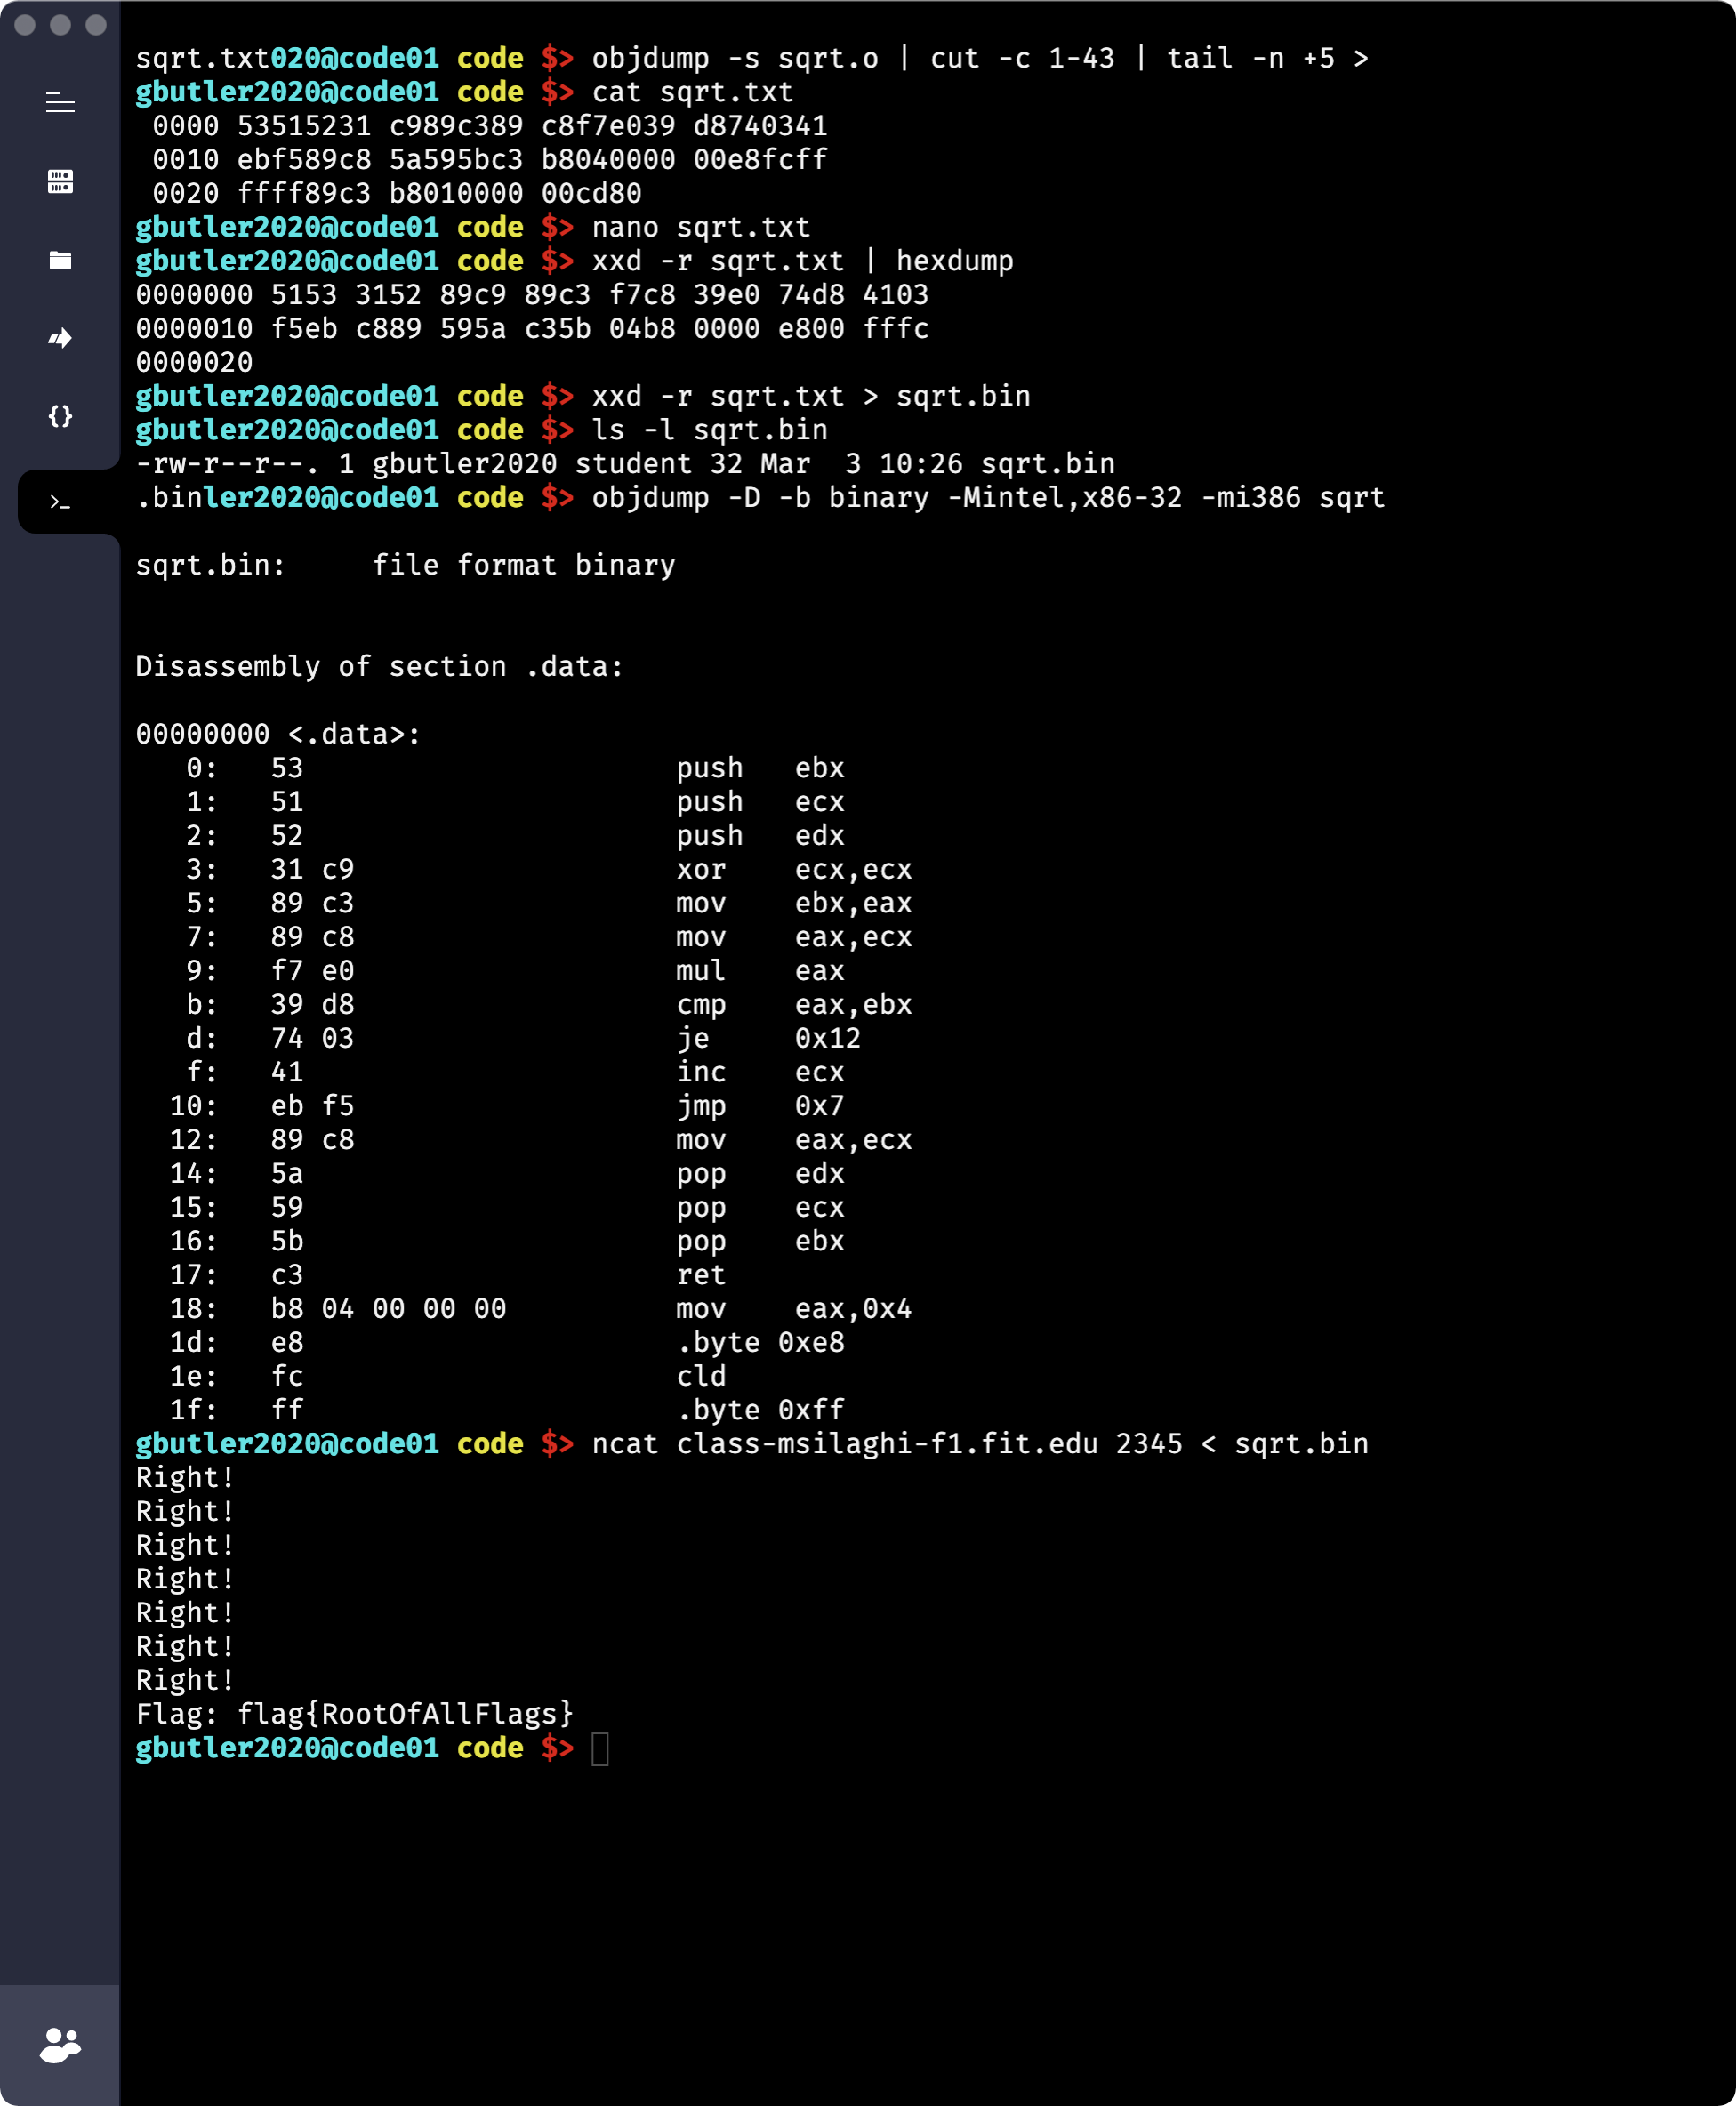 sqrt.txt020@code01 code $> objdump -s sqrt.o | cut -c 1-43 | tail -n +5 >
gbutler2020@code01 code $> cat sqrt.txt
 0000 53515231 c989c389 c8f7e039 d8740341
 0010 ebf589c8 5a595bc3 b8040000 00e8fcff
 0020 ffff89c3 b8010000 00cd80
gbutler2020@code01 code $> nano sqrt.txt
gbutler2020@code01 code $> xxd -r sqrt.txt | hexdump
0000000 5153 3152 89c9 89c3 f7c8 39e0 74d8 4103
0000010 f5eb c889 595a c35b 04b8 0000 e800 fffc
0000020
gbutler2020@code01 code $> xxd -r sqrt.txt > sqrt.bin
gbutler2020@code01 code $> ls -l sqrt.bin
-rw-r--r--. 1 gbutler2020 student 32 Mar  3 10:26 sqrt.bin
.binler2020@code01 code $> objdump -D -b binary -Mintel,x86-32 -mi386 sqrt
sqrt.bin:     file format binary
Disassembly of section .data:
00000000 <.data>:
   0:   53                      push   ebx
   1:   51                      push   ecx
   2:   52                      push   edx
   3:   31 c9                   xor    ecx,ecx
   5:   89 c3                   mov    ebx,eax
   7:   89 c8                   mov    eax,ecx
   9:   f7 e0                   mul    eax
   b:   39 d8                   cmp    eax,ebx
   d:   74 03                   je     0x12
   f:   41                      inc    ecx
  10:   eb f5                   jmp    0x7
  12:   89 c8                   mov    eax,ecx
  14:   5a                      pop    edx
  15:   59                      pop    ecx
  16:   5b                      pop    ebx
  17:   c3                      ret
  18:   b8 04 00 00 00          mov    eax,0x4
  1d:   e8                      .byte 0xe8
  1e:   fc                      cld
  1f:   ff                      .byte 0xff
gbutler2020@code01 code $> ncat class-msilaghi-f1.fit.edu 2345 < sqrt.bin
Right!
Right!
Right!
Right!
Right!
Right!
Right!
Flag: flag{RootOfAllFlags}
gbutler2020@code01 code $>